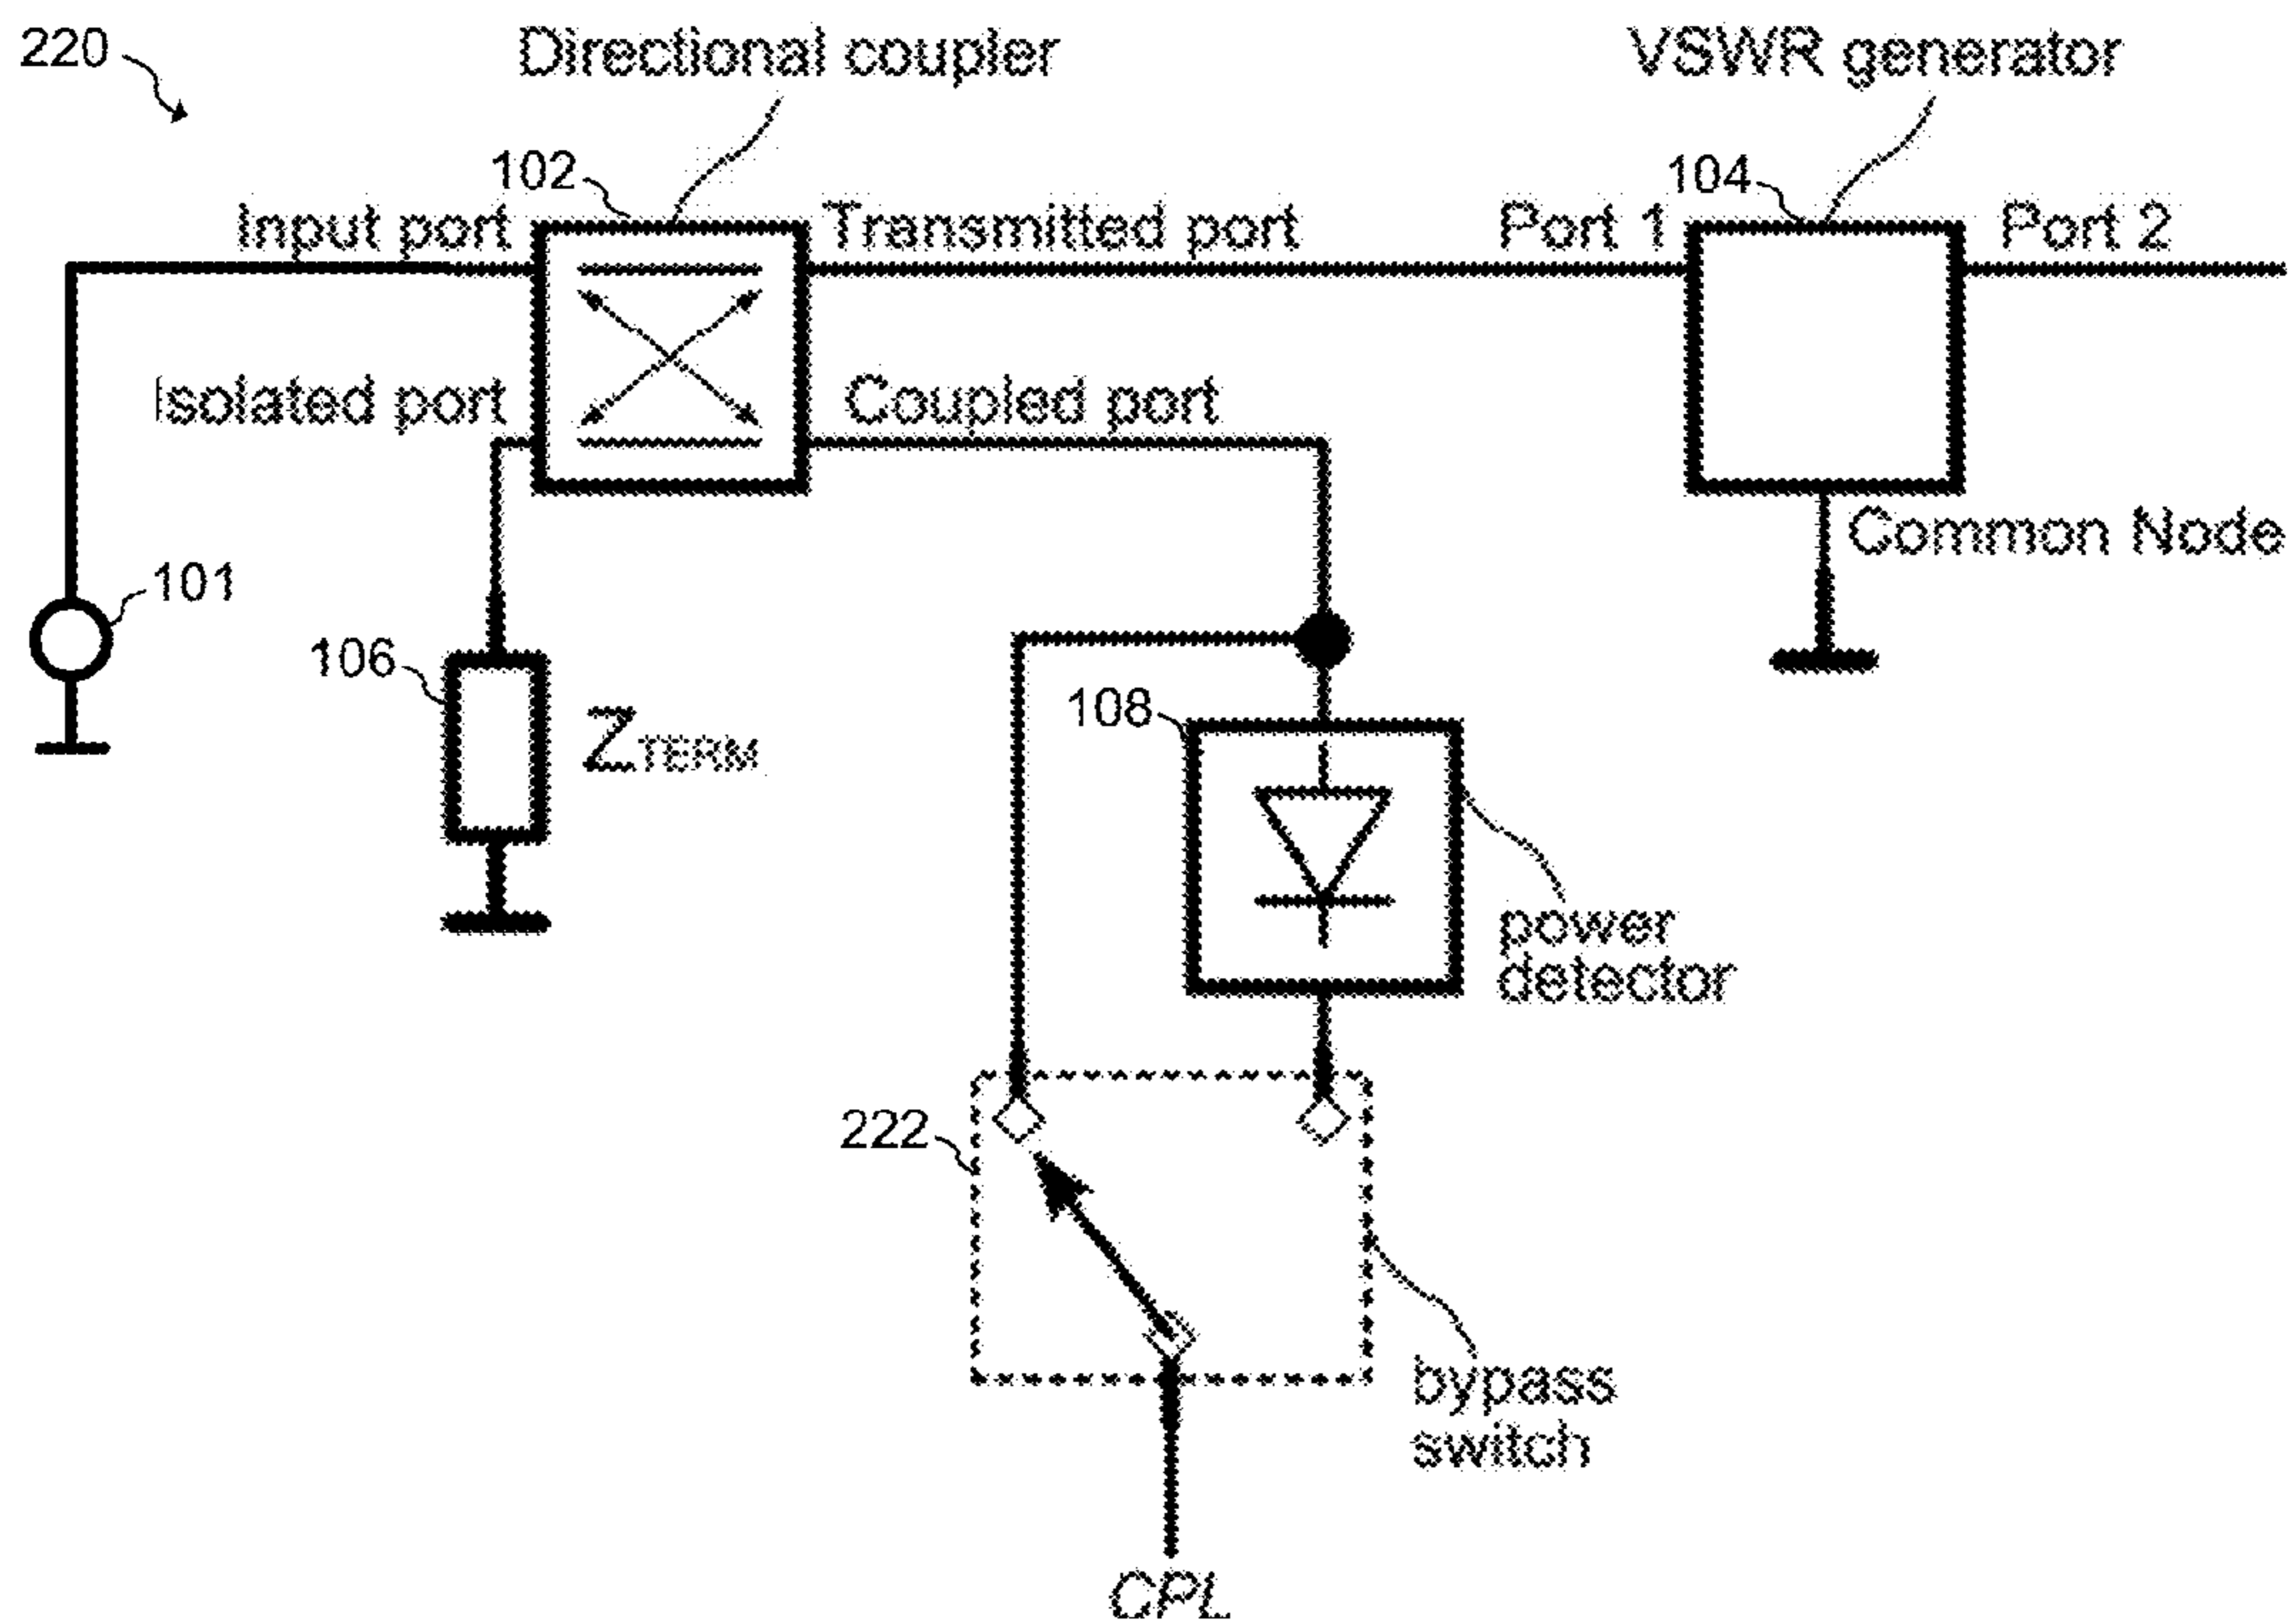 220
Directional coupler
VSWR generator
102
104
Input port
Transmitted port
Port 1
Port 2
Isolated port
Coupled port
Common Node
101
106
ZTERM
108
power
detector
222
bypass
switch
CPL